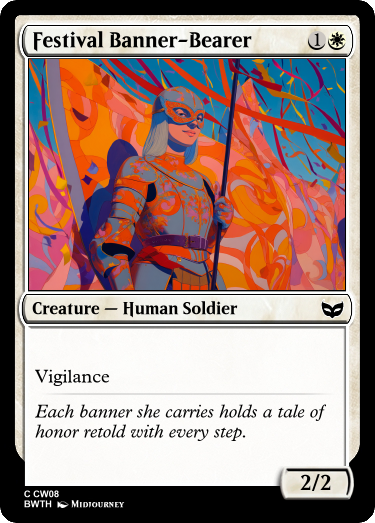 Festival Banner-Bearer 1
Creature — Human Soldier
Vigilance
Each banner she carries holds a tale of
honor retold with every step.
2/2
C CW08
BWTH Midjourney